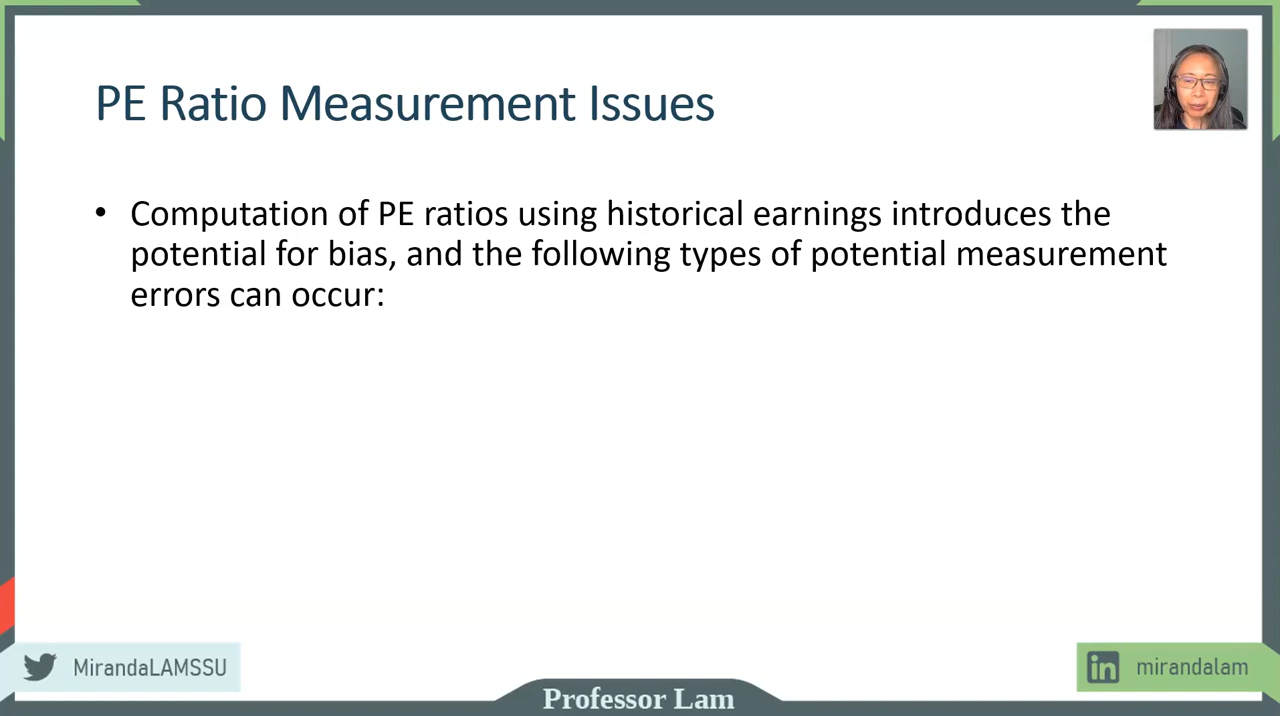 PE Ratio Measurement Issues
• Computation of PE ratios using historical earnings introduces the
potential for bias, and the following types of potential measurement
errors can occur:
MirandaLAMSSU
in mirandalam
Professor Lam